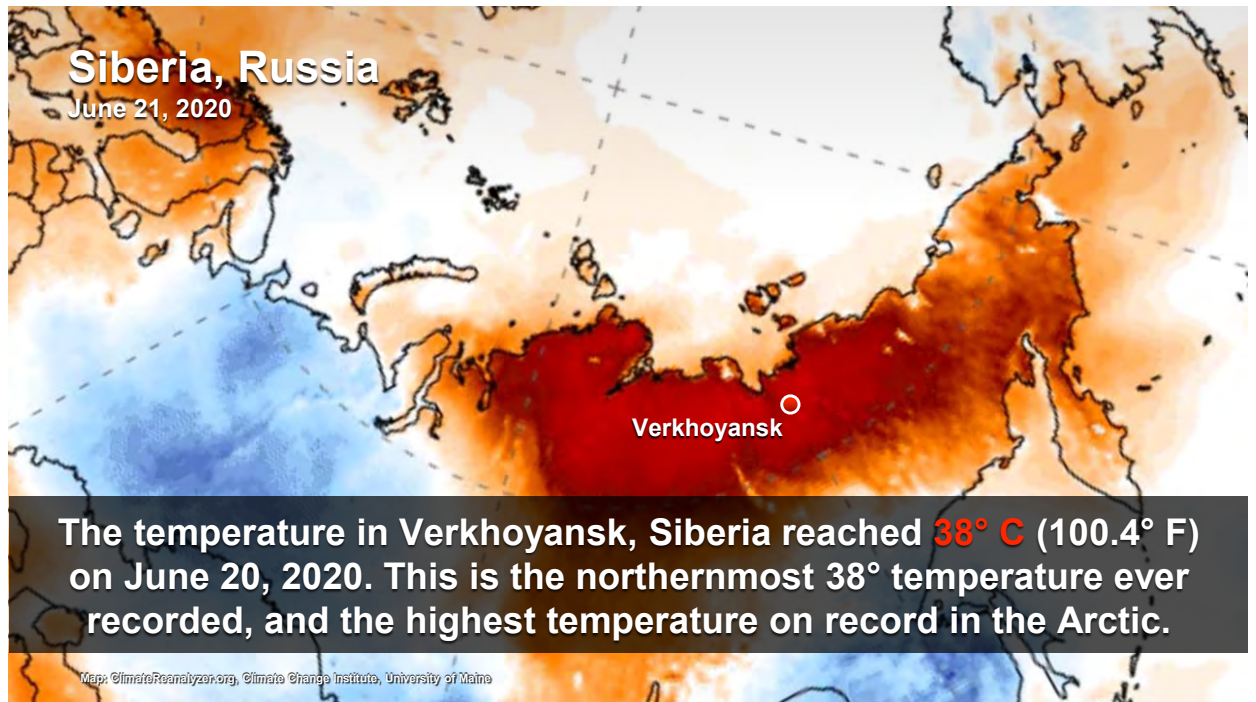 Siberia, Russia
June 21, 2020
Verkhoyansk
The temperature in Verkhoyansk, Siberia reached 38° C (100.4° F)
on June 20, 2020. This is the northernmost 38° temperature ever
recorded, and the highest temperature on record in the Arctic.
Map: ClimateReanalyzer.org, Climate Change Institute, University of Maine